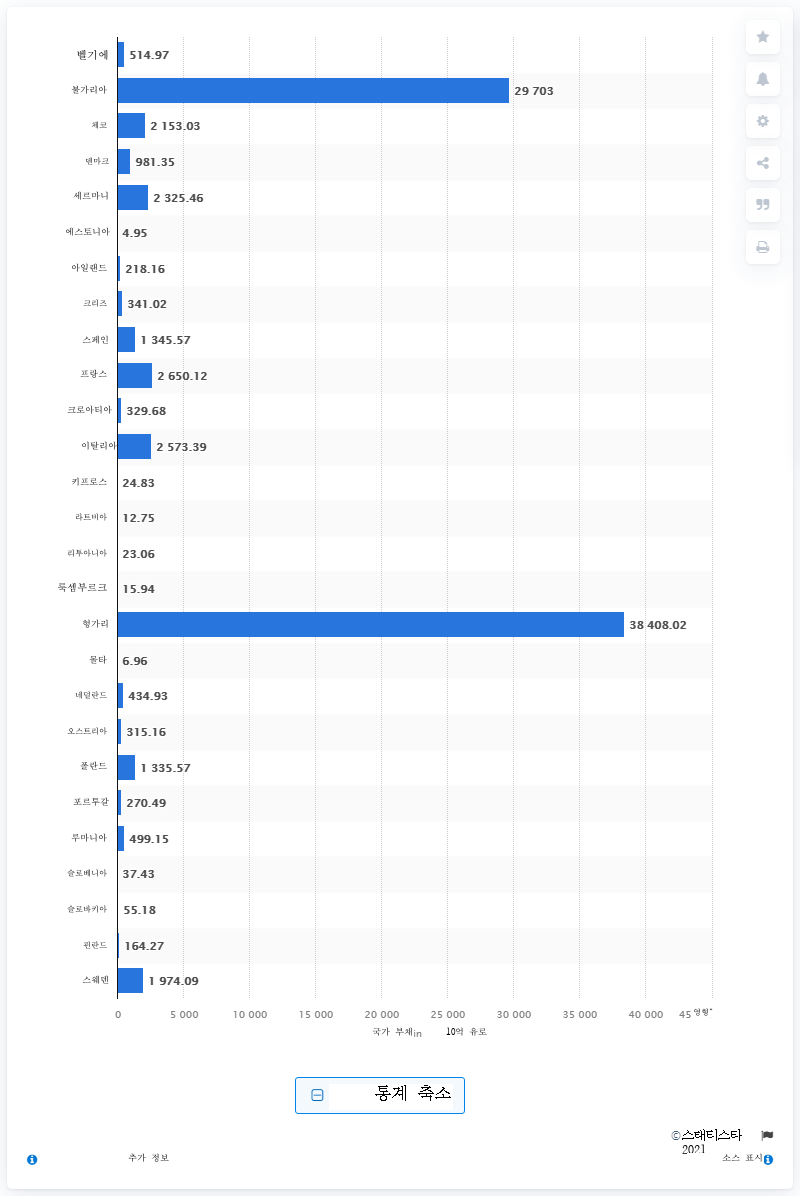 벨기에 514.97
불가리아 29 703
체코 2 153.03
덴마크 981.35
쎄르마니 2 325.46
에스토니아 4.95
아일랜드 218.16
크리즈 341.02
스페인 1 345.57
프랑스 2 650.12
크로아티아 329.68
이탈리아 2 573.39
키프로스 24.83
라트비아 12.75
리투아니아 23.06
룩셈부르크 15.94
헝가리 38 408.02
몰타 6.96
네덜란드 434.93
오스트리아 315.16
폴란드 1 335.57
포르투갈 270.49
루마니아 499.15
슬로베니아 37.43
슬로바키아 55.18
핀란드 164.27
스웨덴 1 974.09
0 5 000 10 000 15 000 20 000 25 000 30 000 35 000 40 000 45
국가 부채in 10억 유로
통계 축소
©스태티스타
2021
추가 정보 소스 표시